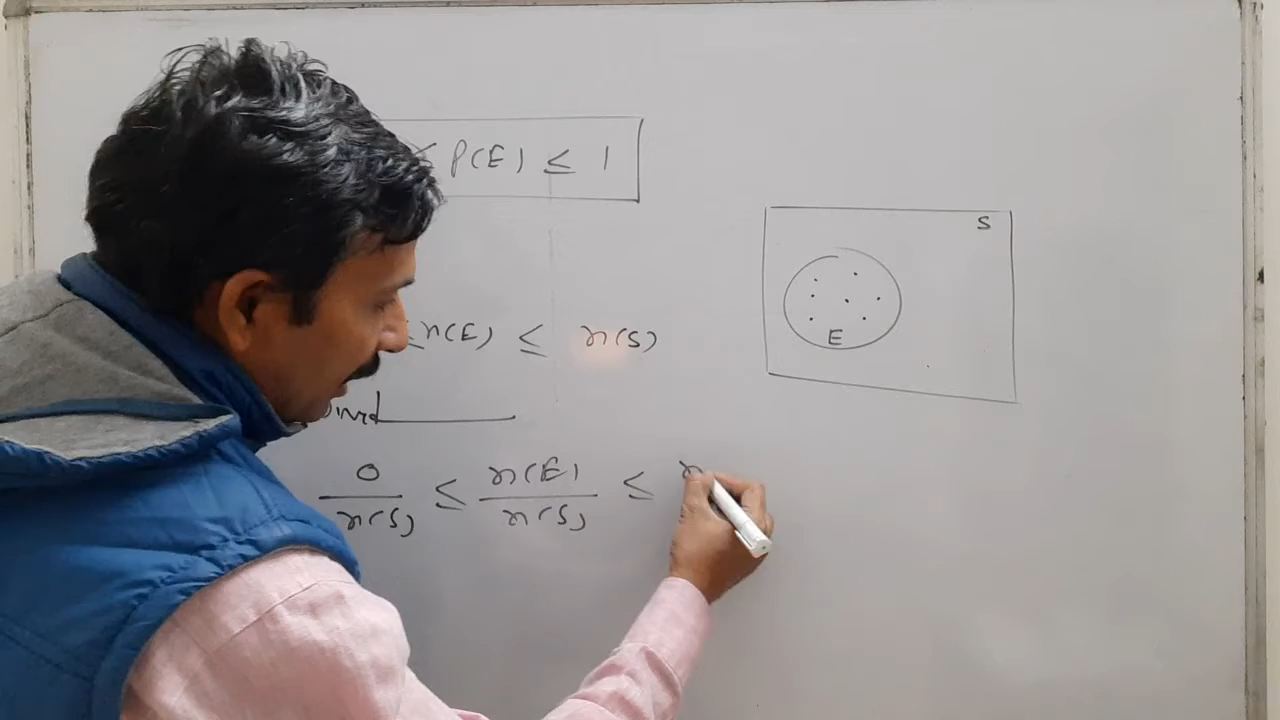 ≤ P(E) ≤ 1
S
≤ n(E) ≤ n(S)
E
0/n(S) ≤ n(E)/n(S) ≤ n